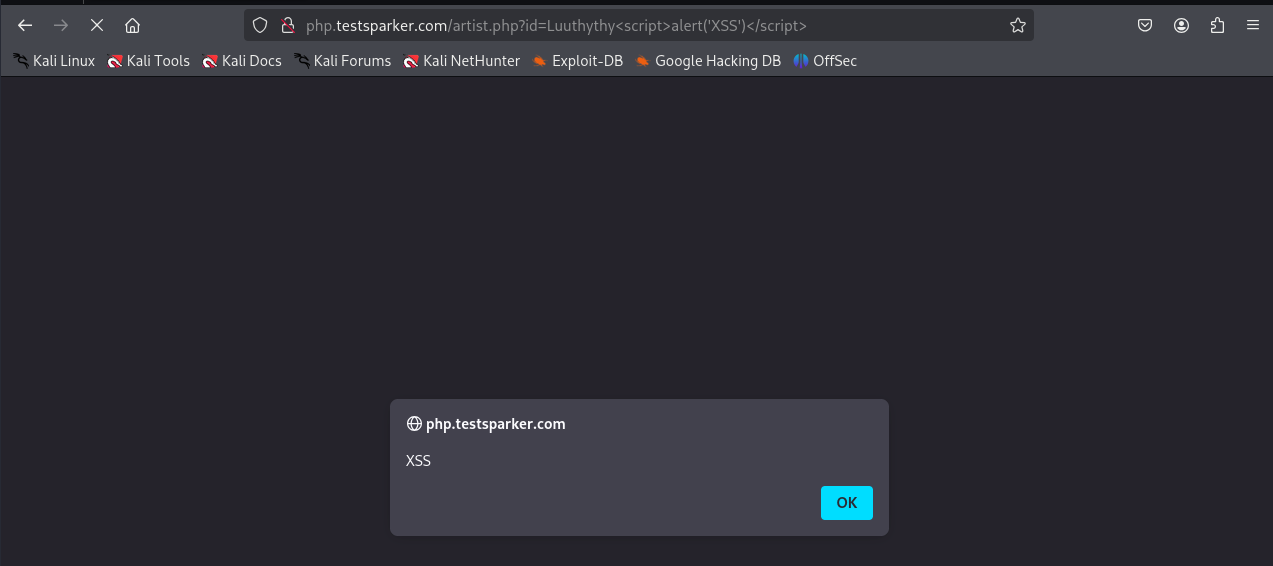 php.testsparker.com/artist.php?id=Luuthythy<script>alert('XSS')</script>
Kali Linux Kali Tools Kali Docs Kali Forums Kali NetHunter Exploit-DB Google Hacking DB OffSec
php.testsparker.com
XSS
OK